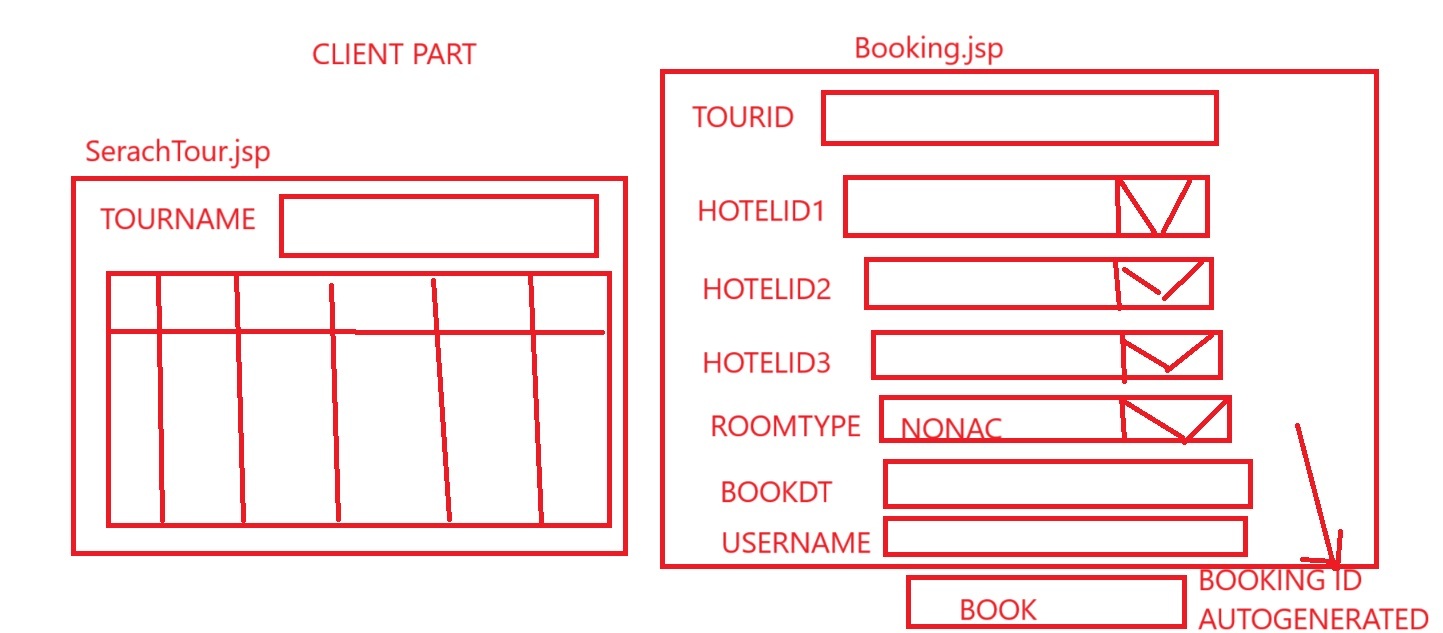 CLIENT PART
SerachTour.jsp
TOURNAME
Booking.jsp
TOURID
HOTELID1
HOTELID2
HOTELID3
ROOMTYPE NONAC
BOOKDT
USERNAME
BOOK
BOOKING ID
AUTOGENERATED